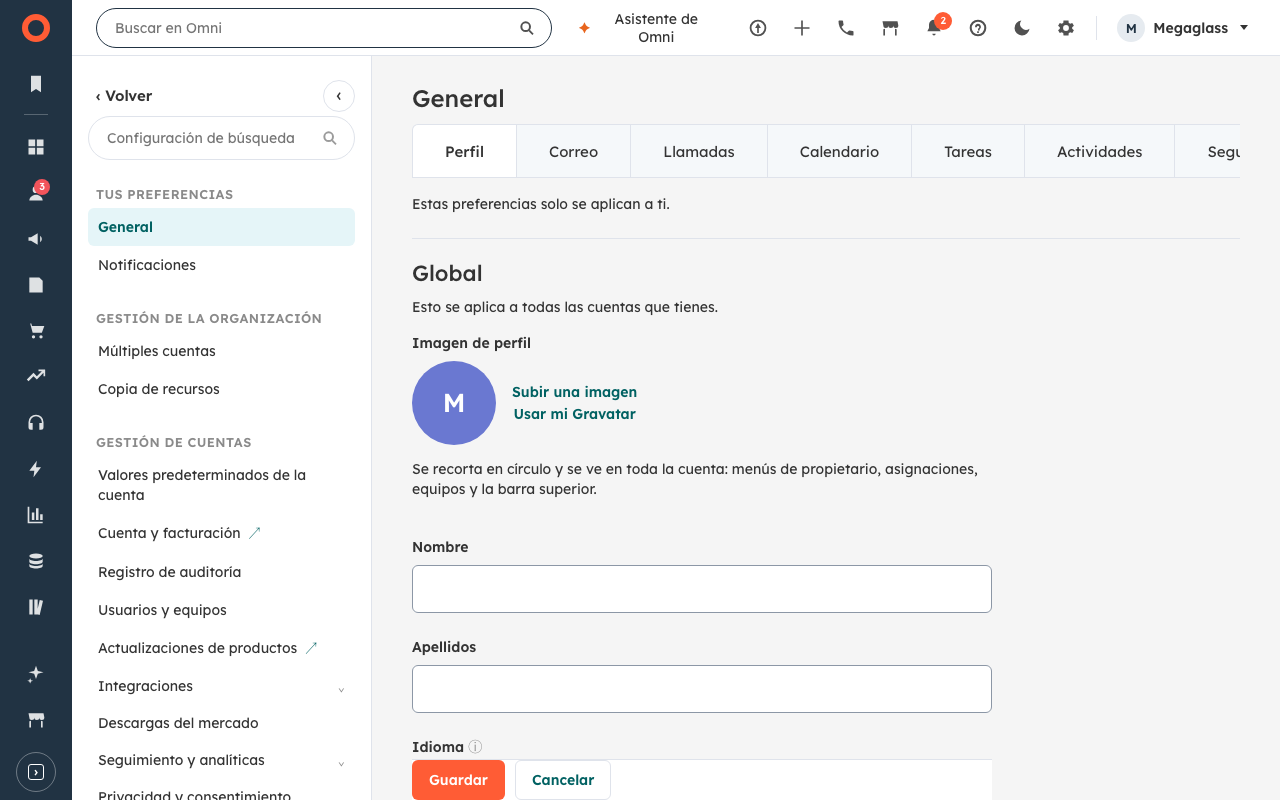 Buscar en Omni
Asistente de
Omni
2
M
Megaglass
3
‹ Volver
‹
Configuración de búsqueda
TUS PREFERENCIAS
General
Notificaciones
GESTIÓN DE LA ORGANIZACIÓN
Múltiples cuentas
Copia de recursos
GESTIÓN DE CUENTAS
Valores predeterminados de la
cuenta
Cuenta y facturación
Registro de auditoría
Usuarios y equipos
Actualizaciones de productos
Integraciones
Descargas del mercado
Seguimiento y analíticas
Privacidad y consentimiento
General
Perfil
Correo
Llamadas
Calendario
Tareas
Actividades
Segu
Estas preferencias solo se aplican a ti.
Global
Esto se aplica a todas las cuentas que tienes.
Imagen de perfil
M
Subir una imagen
Usar mi Gravatar
Se recorta en círculo y se ve en toda la cuenta: menús de propietario, asignaciones,
equipos y la barra superior.
Nombre
Apellidos
Idioma ⓘ
Guardar
Cancelar